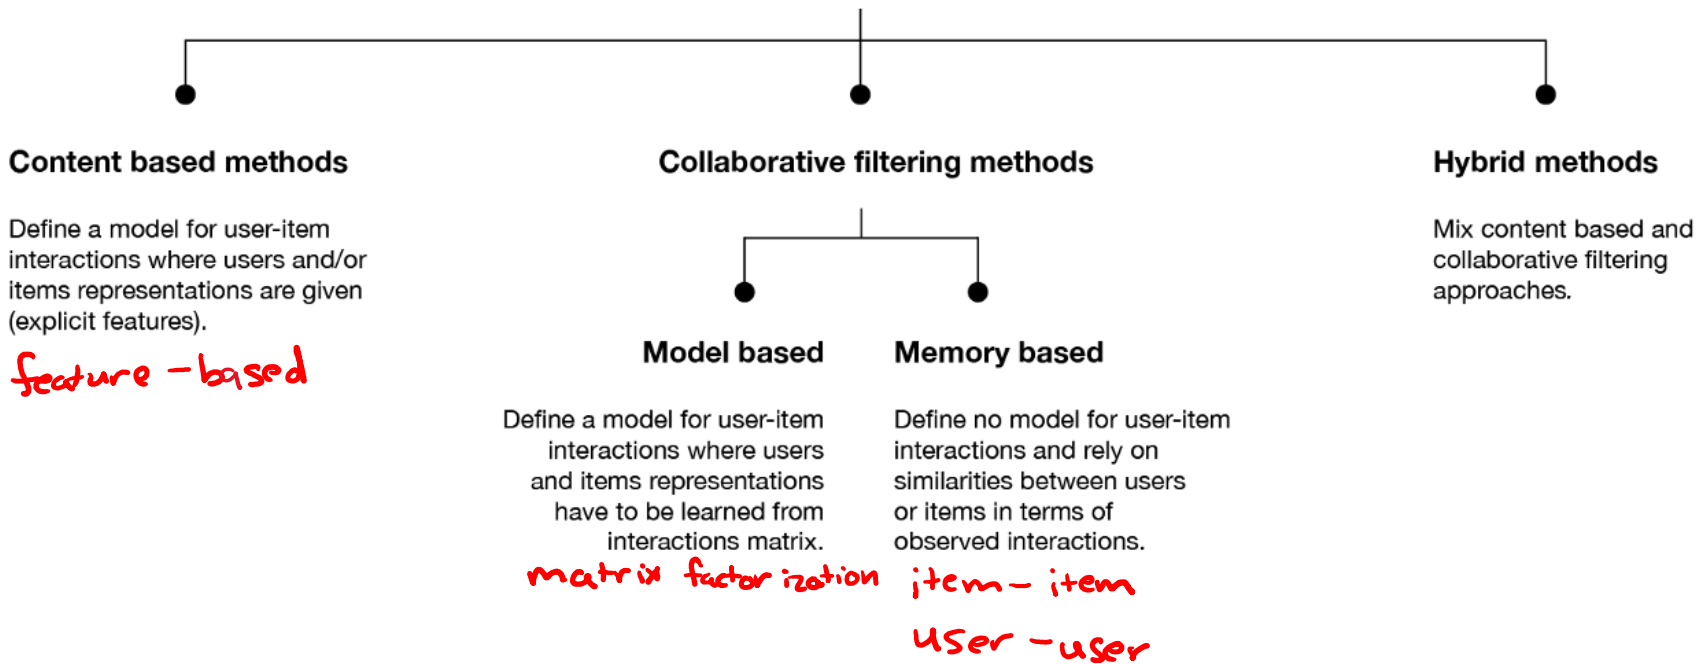 Content based methods
Define a model for user-item
interactions where users and/or
items representations are given
(explicit features).
feature-based
Collaborative filtering methods
Model based
Define a model for user-item
interactions where users
and items representations
have to be learned from
interactions matrix.
matrix factorization
Memory based
Define no model for user-item
interactions and rely on
similarities between users
or items in terms of
observed interactions.
item-item
user-user
Hybrid methods
Mix content based and
collaborative filtering
approaches.